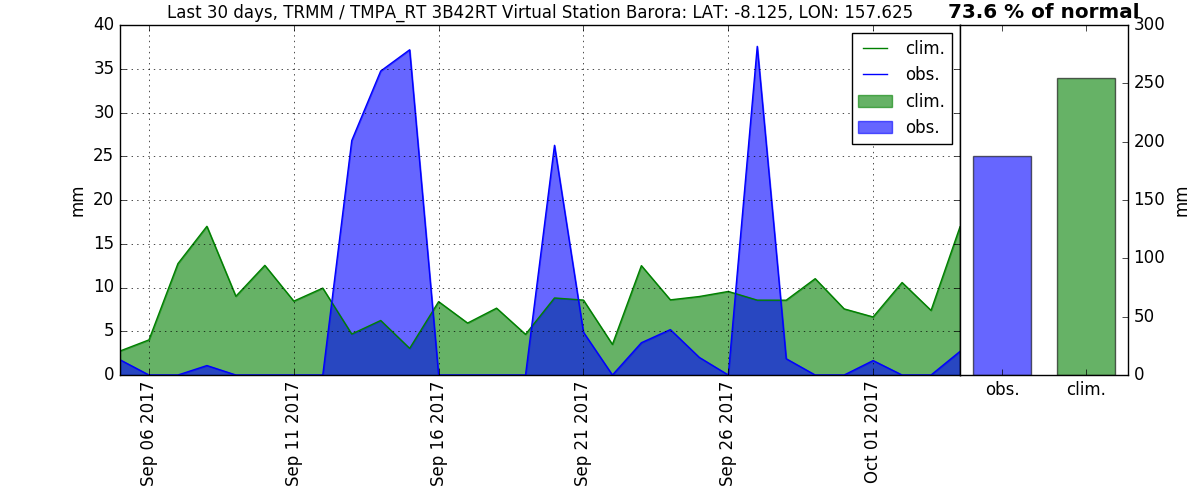 Last 30 days, TRMM / TMPA_RT 3B42RT Virtual Station Barora: LAT: -8.125, LON: 157.625
73.6 % of normal
40
35
30
25
20
15
10
5
0
mm
clim.
obs.
clim.
obs.
Sep 06 2017
Sep 11 2017
Sep 16 2017
Sep 21 2017
Sep 26 2017
Oct 01 2017
300
250
200
150
100
50
0
mm
obs.
clim.